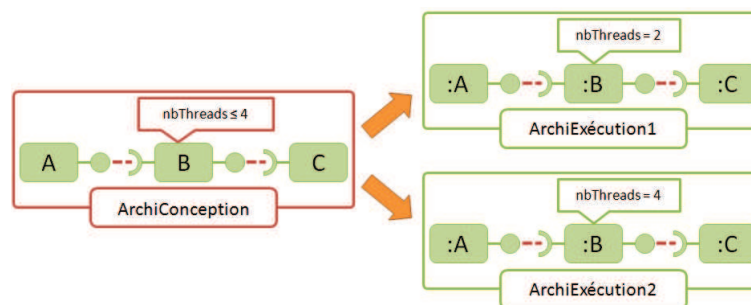 nbThreads ≤ 4
A
B
C
ArchiConception
nbThreads = 2
:A
:B
:C
ArchiExécution1
nbThreads = 4
:A
:B
:C
ArchiExécution2